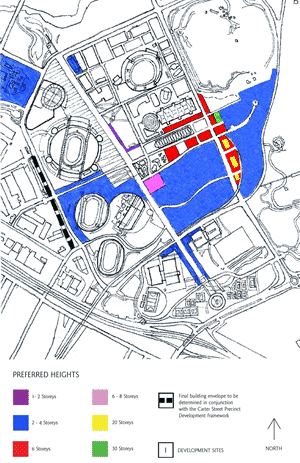 PREFERRED HEIGHTS
1 - 2 Storeys
6 - 8 Storeys
Final building envelope to be
determined in conjunction
with the Carter Street Precinct
Development framework
2 - 4 Storeys
20 Storeys
6 Storeys
30 Storeys
DEVELOPMENT SITES
NORTH